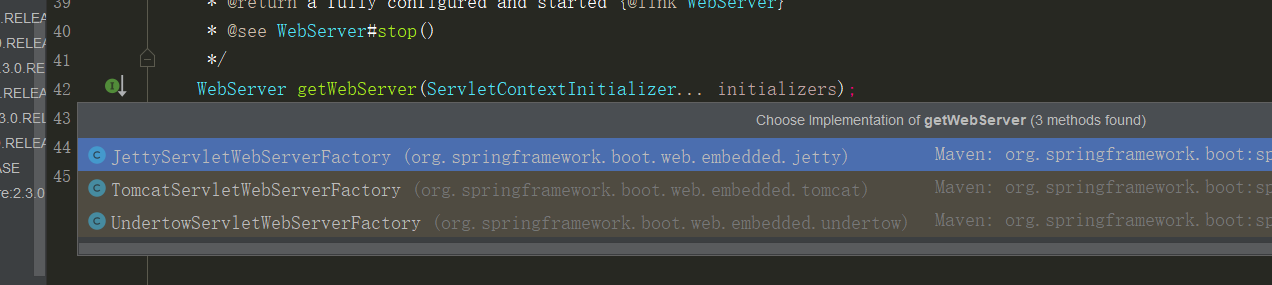 39 * @return a fully configured and started {@link WebServer}
.RELEA
40 * @see WebServer#stop()
0.RELEA
41 */
.3.0.RE
42 WebServer getWebServer(ServletContextInitializer... initializers);
.RELEA
43 Choose Implementation of getWebServer (3 methods found)
3.0.REL
44 JettyServletWebServerFactory (org.springframework.boot.web.embedded.jetty) Maven: org.springframework.boot:sp
0.RELEA
45 TomcatServletWebServerFactory (org.springframework.boot.web.embedded.tomcat) Maven: org.springframework.boot:sp
ASE
re:2.3.0
UndertowServletWebServerFactory (org.springframework.boot.web.embedded.undertow) Maven: org.springframework.boot:sp